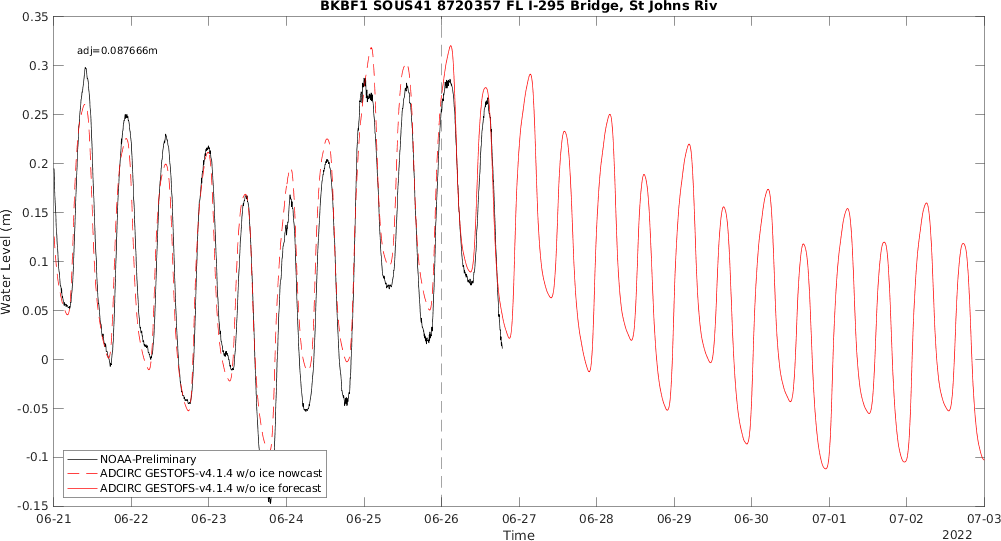 BKBF1 SOUS41 8720357 FL I-295 Bridge, St Johns Riv
adj=0.087666m
0.35
0.3
0.25
0.2
0.15
0.1
0.05
0
-0.05
-0.1
-0.15
Water Level (m)
NOAA-Preliminary
ADCIRC GESTOFS-v4.1.4 w/o ice nowcast
ADCIRC GESTOFS-v4.1.4 w/o ice forecast
06-21 06-22 06-23 06-24 06-25 06-26 06-27 06-28 06-29 06-30 07-01 07-02 07-03
Time
2022